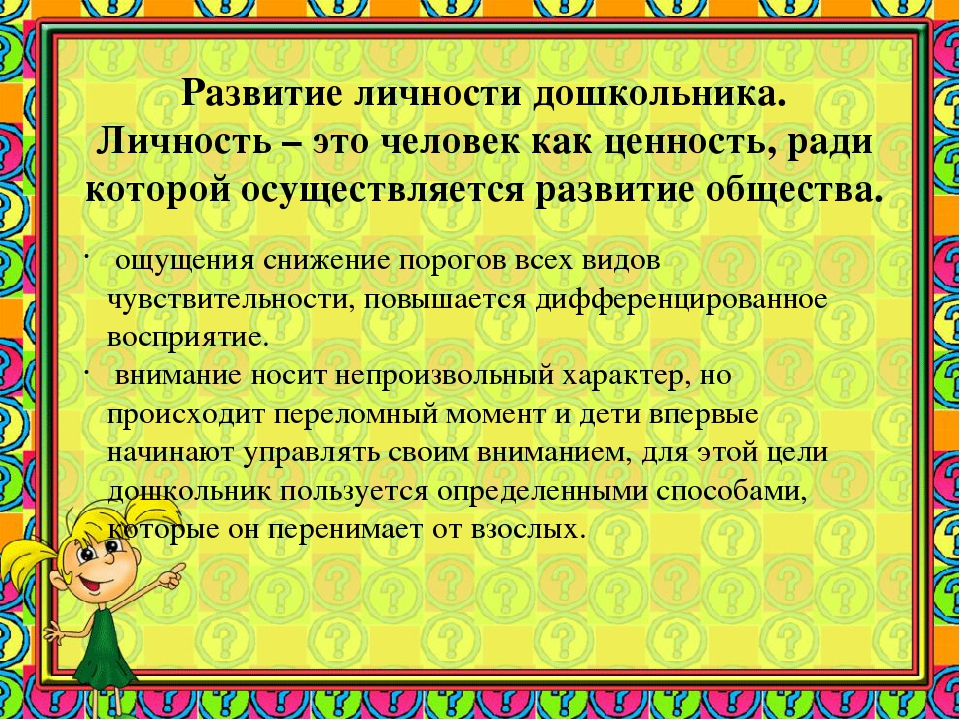 Развитие личности дошкольника.
Личность – это человек как ценность, ради
которой осуществляется развитие общества.
· ощущения снижение порогов всех видов
чувствительности, повышается дифференцированное
восприятие.
· внимание носит непроизвольный характер, но
происходит переломный момент и дети впервые
начинают управлять своим вниманием, для этой цели
дошкольник пользуется определенными способами,
которые он перенимает от взослых.